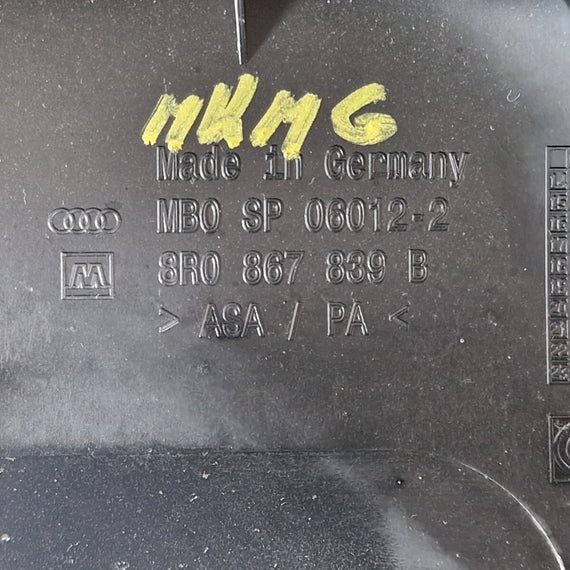 MKMG
Made in Germany
MBO SP 06012-2
M
8R0 867 839 B
> ASA / PA <